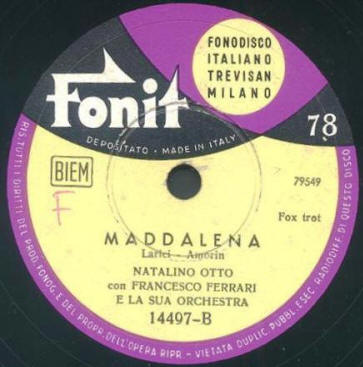 FONODISCO
ITALIANO
TREVISAN
MILANO
Fonit
78
DEPOSITATO - MADE IN ITALY
BIEM
F
79549
Fox trot
MADDALENA
Larici - Amorin
NATALINO OTTO
con FRANCESCO FERRARI
E LA SUA ORCHESTRA
14497-B
RIS. TUTTI I DIRITTI DEL PROD. FONOG. E DEL PROPR. DELL'OPERA RIPR. - VIETATA DUPLIC. PUBBL. ESEC. RADIODIFF. DI QUESTO DISCO